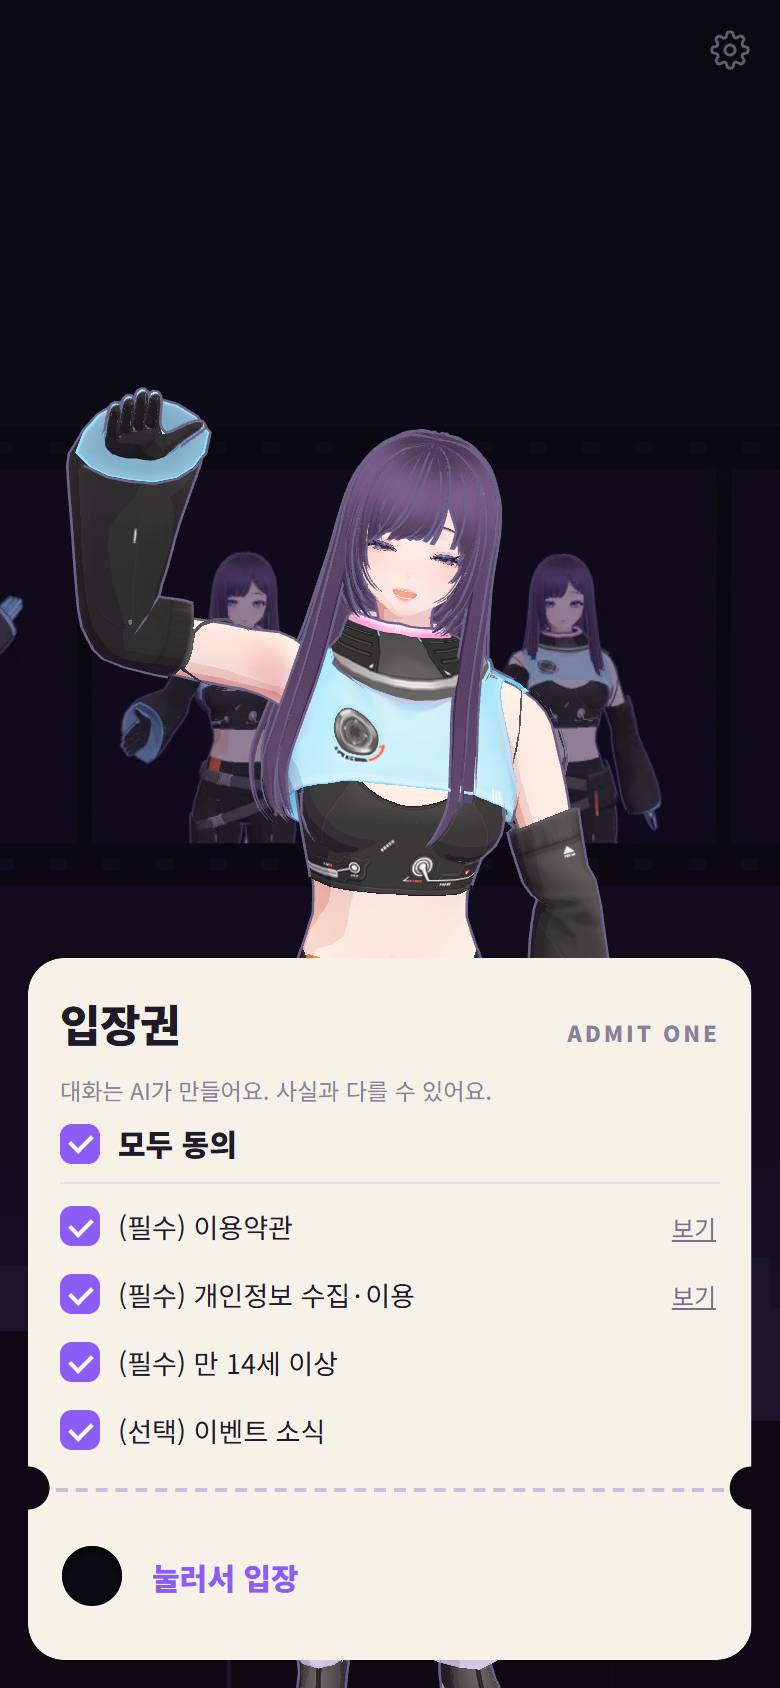 입장권
ADMIT ONE
대화는 AI가 만들어요. 사실과 다를 수 있어요.
모두 동의
(필수) 이용약관 보기
(필수) 개인정보 수집·이용 보기
(필수) 만 14세 이상
(선택) 이벤트 소식
눌러서 입장